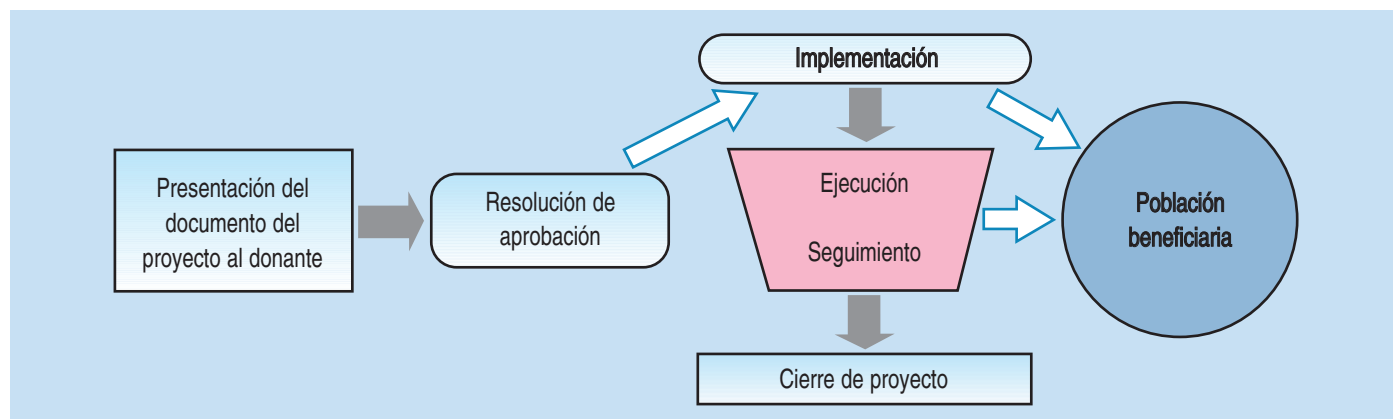 Presentación del
documento del
proyecto al donante
Resolución de
aprobación
Implementación
Ejecución
Seguimiento
Cierre de proyecto
Población
beneficiaria